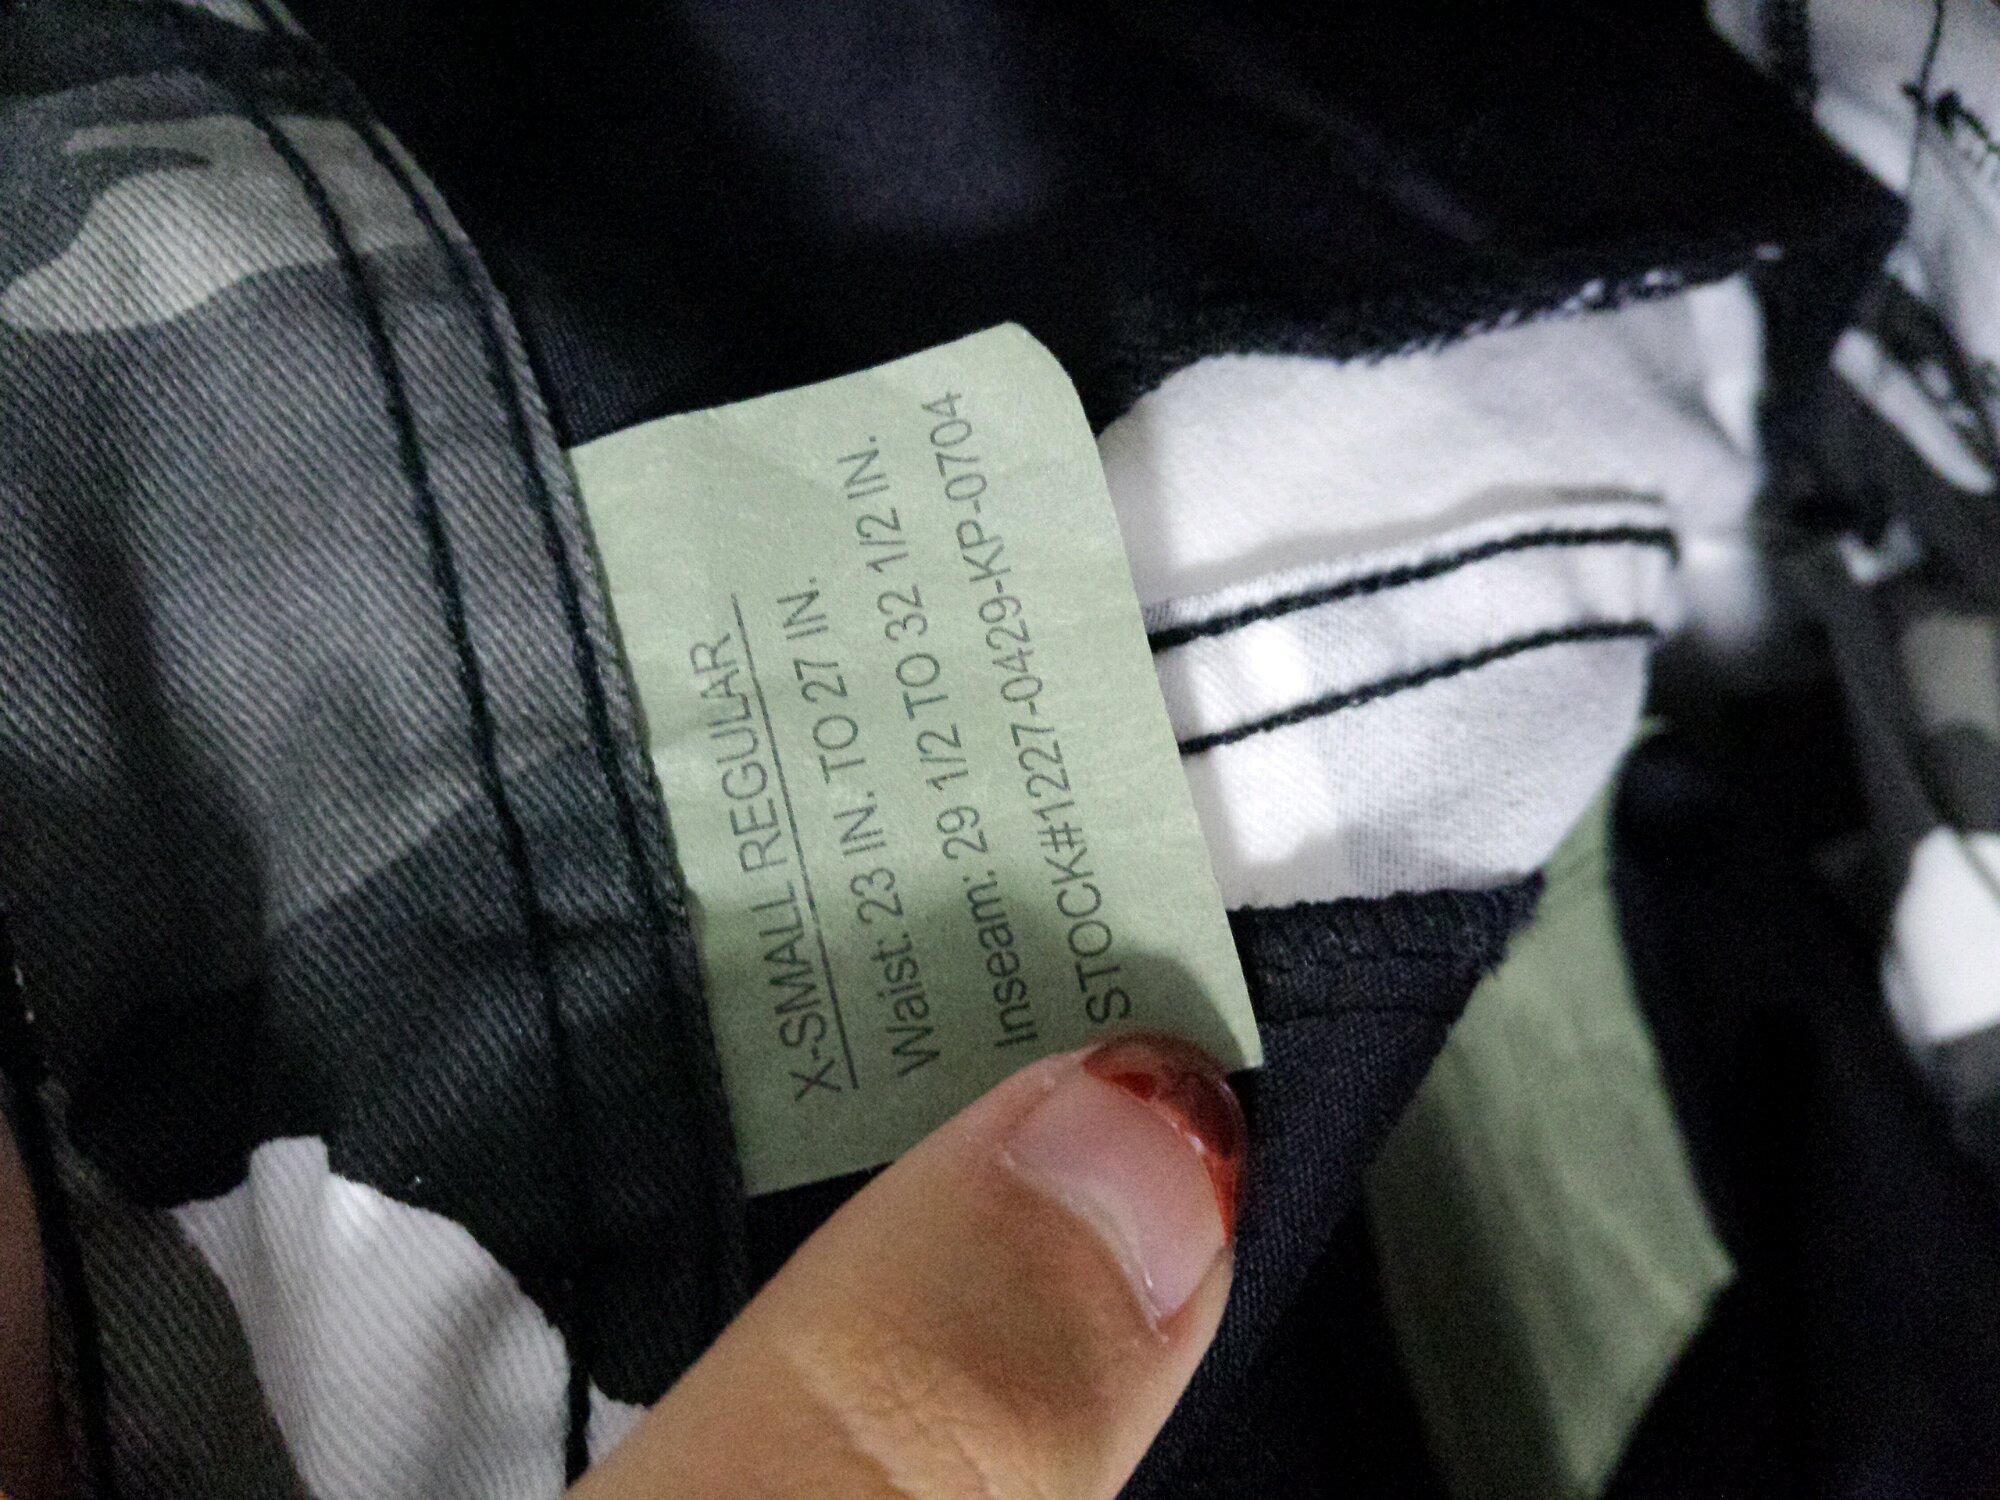 X-SMALL REGULAR
Waist: 23 IN. TO 27 IN.
Inseam: 29 1/2 TO 32 1/2 IN.
STOCK#1227-0429-KP-0704